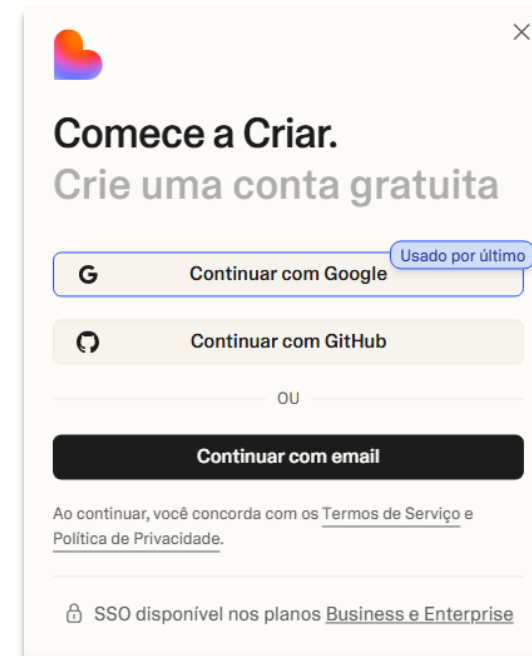 Comece a Criar.
Crie uma conta gratuita
Usado por último
Continuar com Google
Continuar com GitHub
OU
Continuar com email
Ao continuar, você concorda com os Termos de Serviço e
Política de Privacidade.
SSO disponível nos planos Business e Enterprise